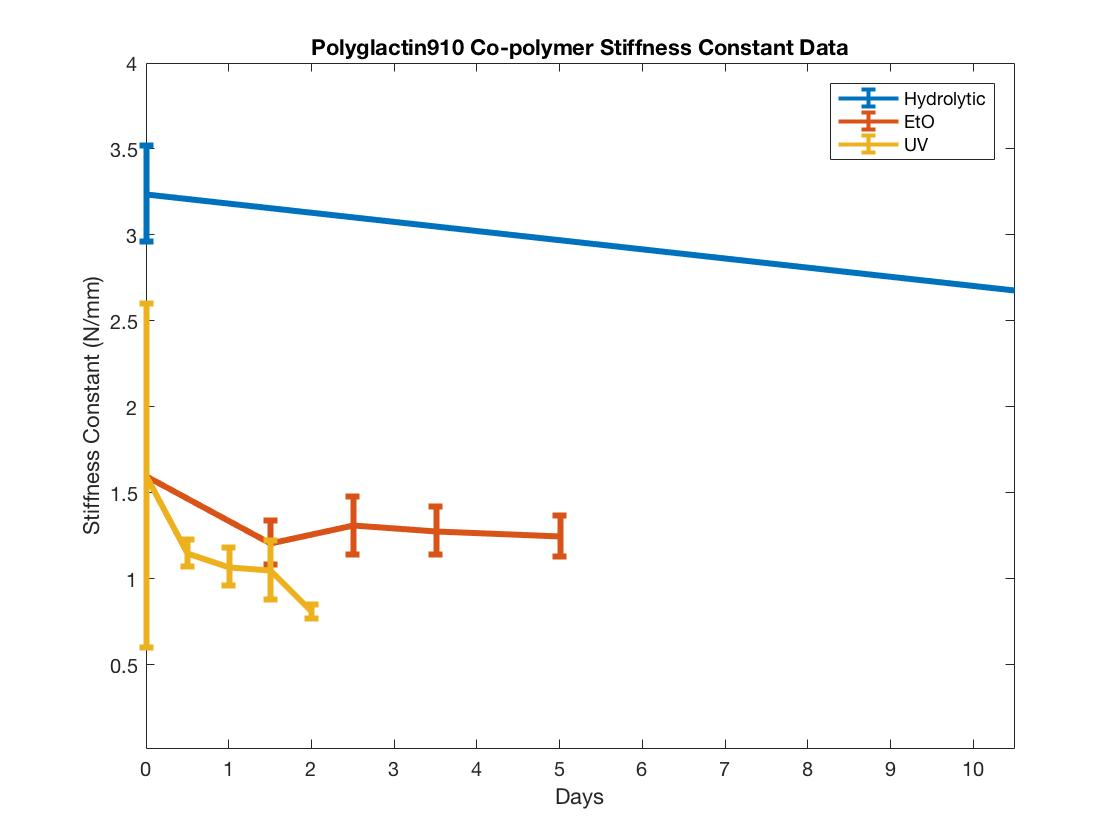 Polyglactin910 Co-polymer Stiffness Constant Data
Hydrolytic
EtO
UV
4
3.5
3
2.5
2
1.5
1
0.5
Stiffness Constant (N/mm)
0 1 2 3 4 5 6 7 8 9 10
Days